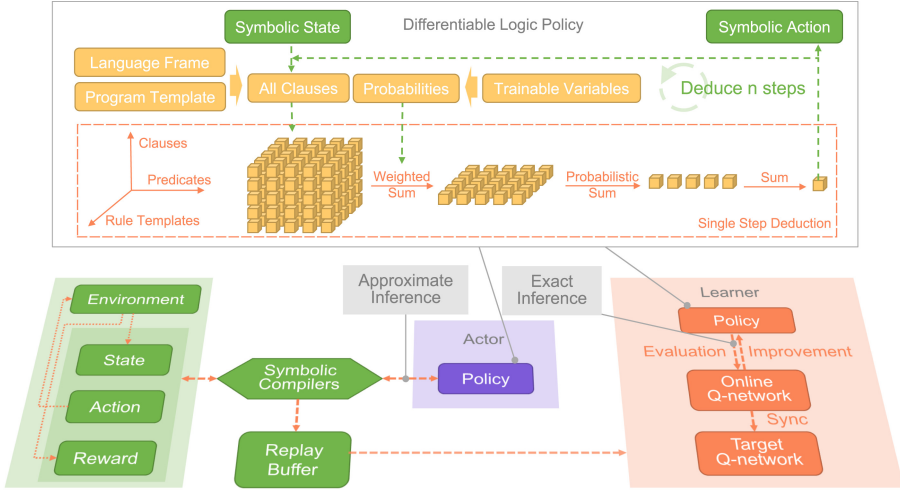 Differentiable Logic Policy
Symbolic State
Symbolic Action
Language Frame
Program Template
All Clauses
Probabilities
Trainable Variables
Deduce n steps
Clauses
Predicates
Rule Templates
Weighted
Sum
Probabilistic
Sum
Sum
Single Step Deduction
Approximate
Inference
Exact
Inference
Environment
State
Action
Reward
Symbolic
Compilers
Replay
Buffer
Actor
Policy
Learner
Policy
Evaluation
Improvement
Online
Q-network
Sync
Target
Q-network